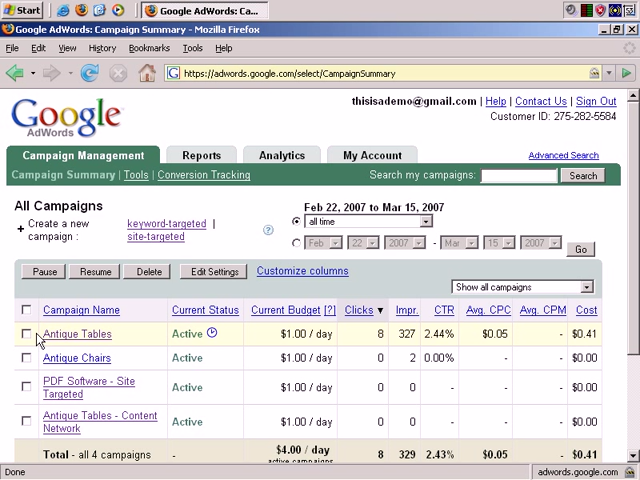 Start Google AdWords: Ca...
Google AdWords: Campaign Summary - Mozilla Firefox
File Edit View History Bookmarks Tools Help
https://adwords.google.com/select/CampaignSummary
thisisademo@gmail.com | Help | Contact Us | Sign Out
Customer ID: 275-282-5584
Google
AdWords
Campaign Management Reports Analytics My Account Advanced Search
Campaign Summary | Tools | Conversion Tracking Search my campaigns: Search
All Campaigns Feb 22, 2007 to Mar 15, 2007
+ Create a new campaign : keyword-targeted | site-targeted
all time
Feb 22 2007 - Mar 15 2007 Go
Pause Resume Delete Edit Settings Customize columns
Show all campaigns
Campaign Name Current Status Current Budget [?] Clicks Impr. CTR Avg. CPC Avg. CPM Cost
Antique Tables Active $1.00 / day 8 327 2.44% $0.05 - $0.41
Antique Chairs Active $1.00 / day 0 2 0.00% - - $0.00
PDF Software - Site Targeted Active $1.00 / day 0 0 - - - $0.00
Antique Tables - Content Network Active $1.00 / day 0 0 - - - $0.00
Total - all 4 campaigns - $4.00 / day 8 329 2.43% $0.05 - $0.41
active campaigns
Done adwords.google.com